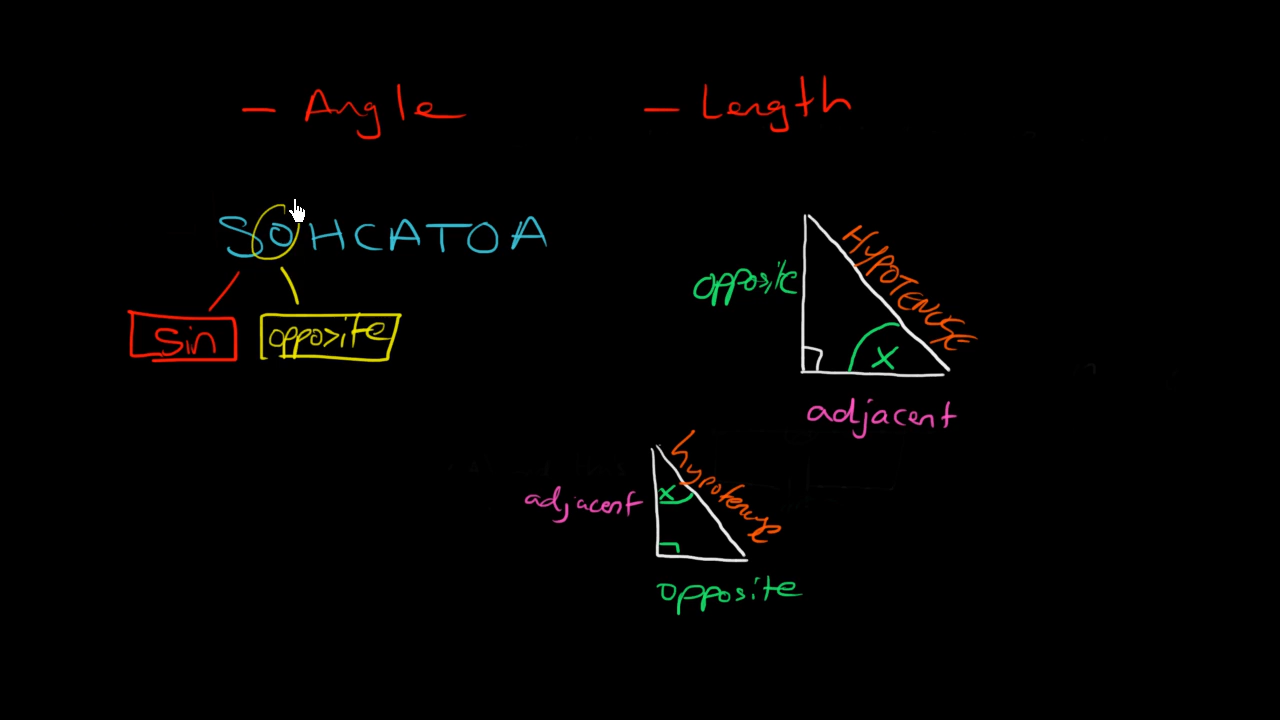 - Angle
- Length
SOHCATOA
HYPOTENUSE
opposite
sin
opposite
x
adjacent
hypotenuse
adjacent
x
opposite